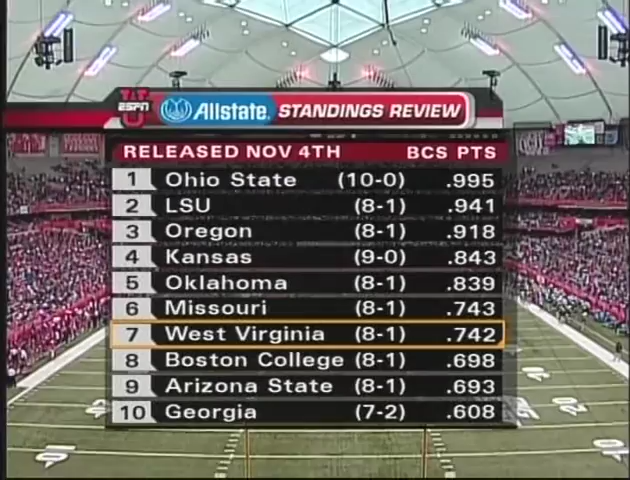 ESPN U Allstate. STANDINGS REVIEW
RELEASED NOV 4TH BCS PTS
1 Ohio State (10-0) .995
2 LSU (8-1) .941
3 Oregon (8-1) .918
4 Kansas (9-0) .843
5 Oklahoma (8-1) .839
6 Missouri (8-1) .743
7 West Virginia (8-1) .742
8 Boston College (8-1) .698
9 Arizona State (8-1) .693
10 Georgia (7-2) .608